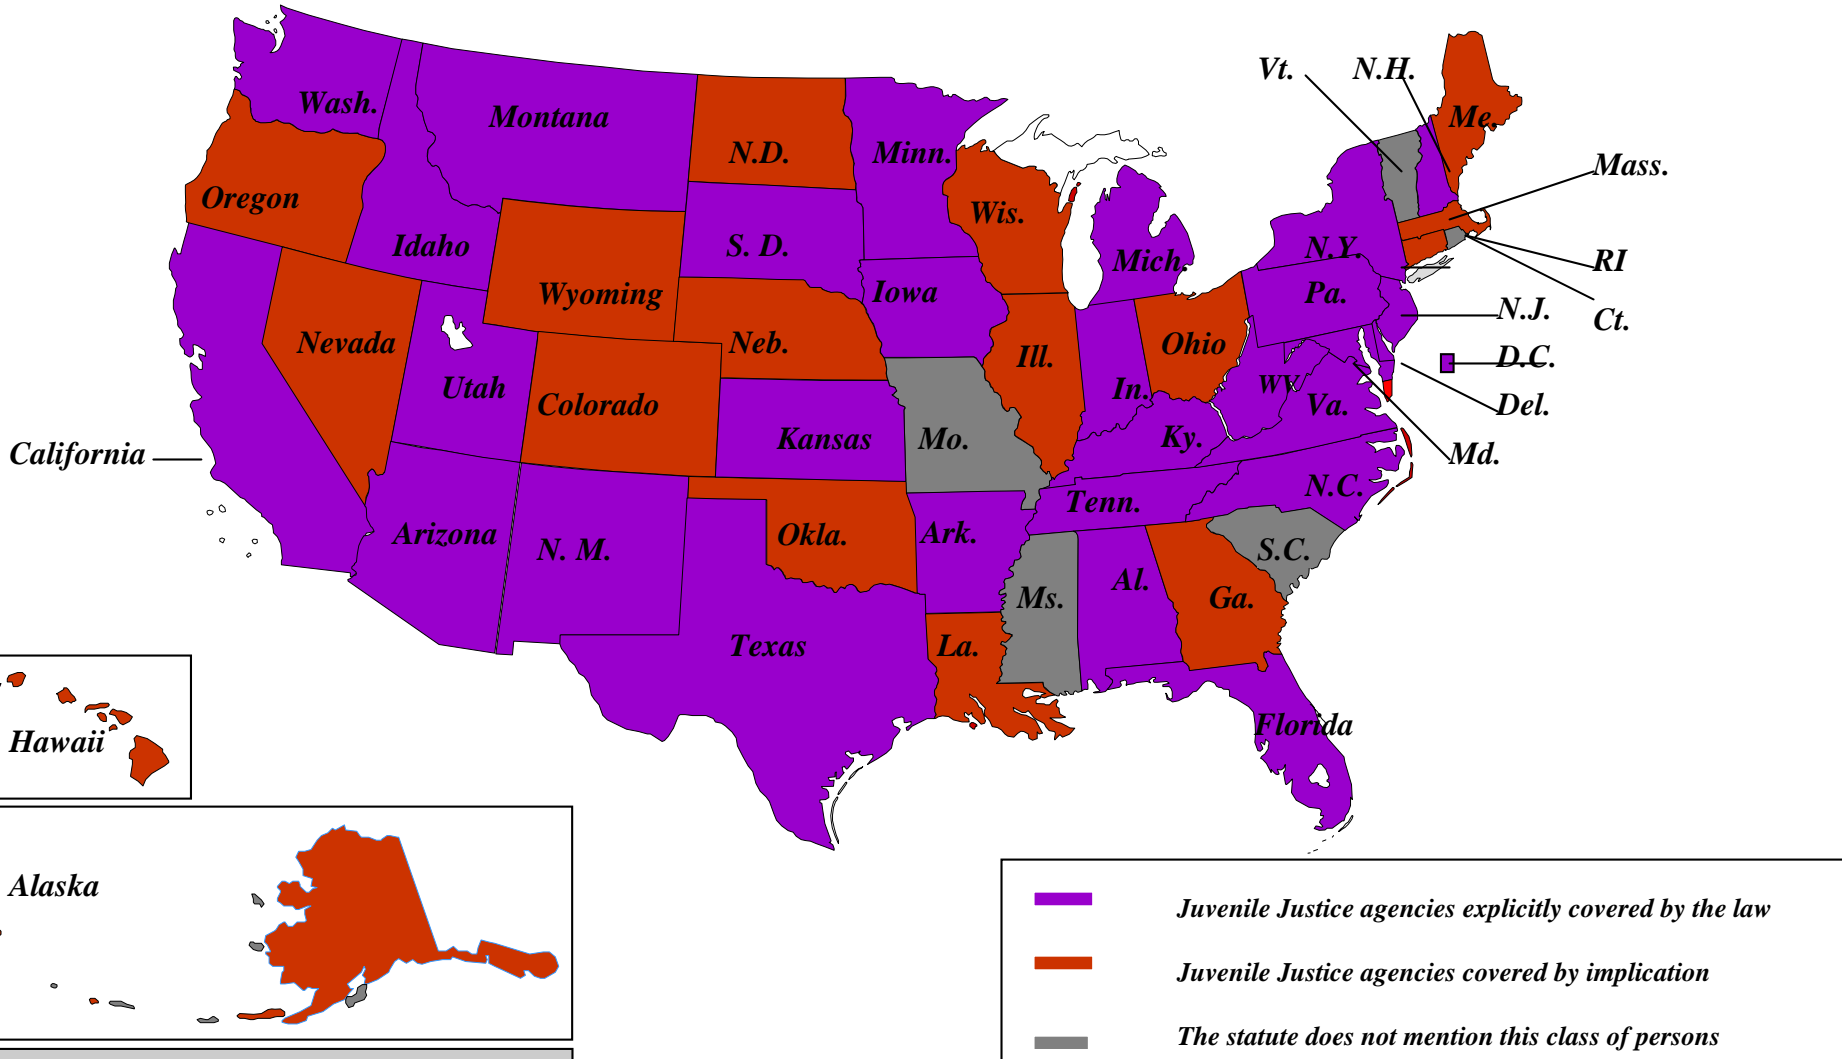 Vt.
N.H.
Wash.
Montana
Me.
N.D.
Minn.
Mass.
Oregon
Wis.
Idaho
S. D.
N.Y.
Mich.
RI
Wyoming
Iowa
Pa.
N.J.
Ct.
Nevada
Neb.
Ill.
Ohio
D.C.
Utah
Colorado
In.
WV
Va.
Del.
California
Kansas
Mo.
Ky.
Md.
Tenn.
N.C.
Arizona
N. M.
Okla.
Ark.
S.C.
Ms.
Al.
Ga.
Texas
La.
Hawaii
Florida
Alaska
Juvenile Justice agencies explicitly covered by the law
Juvenile Justice agencies covered by implication
The statute does not mention this class of persons